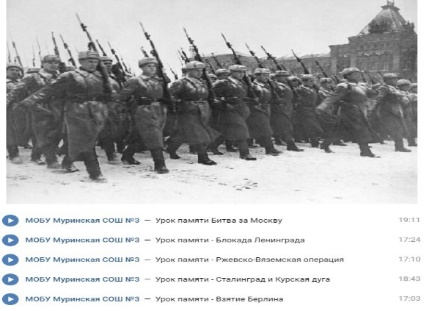 МОБУ Муринская СОШ №3 — Урок памяти Битва за Москву 19:11
МОБУ Муринская СОШ №3 — Урок памяти - Блокада Ленинграда 17:24
МОБУ Муринская СОШ №3 — Урок памяти - Ржевско-Вяземская операция 17:10
МОБУ Муринская СОШ №3 — Урок памяти - Сталинград и Курская дуга 18:43
МОБУ Муринская СОШ №3 — Урок памяти - Взятие Берлина 17:03